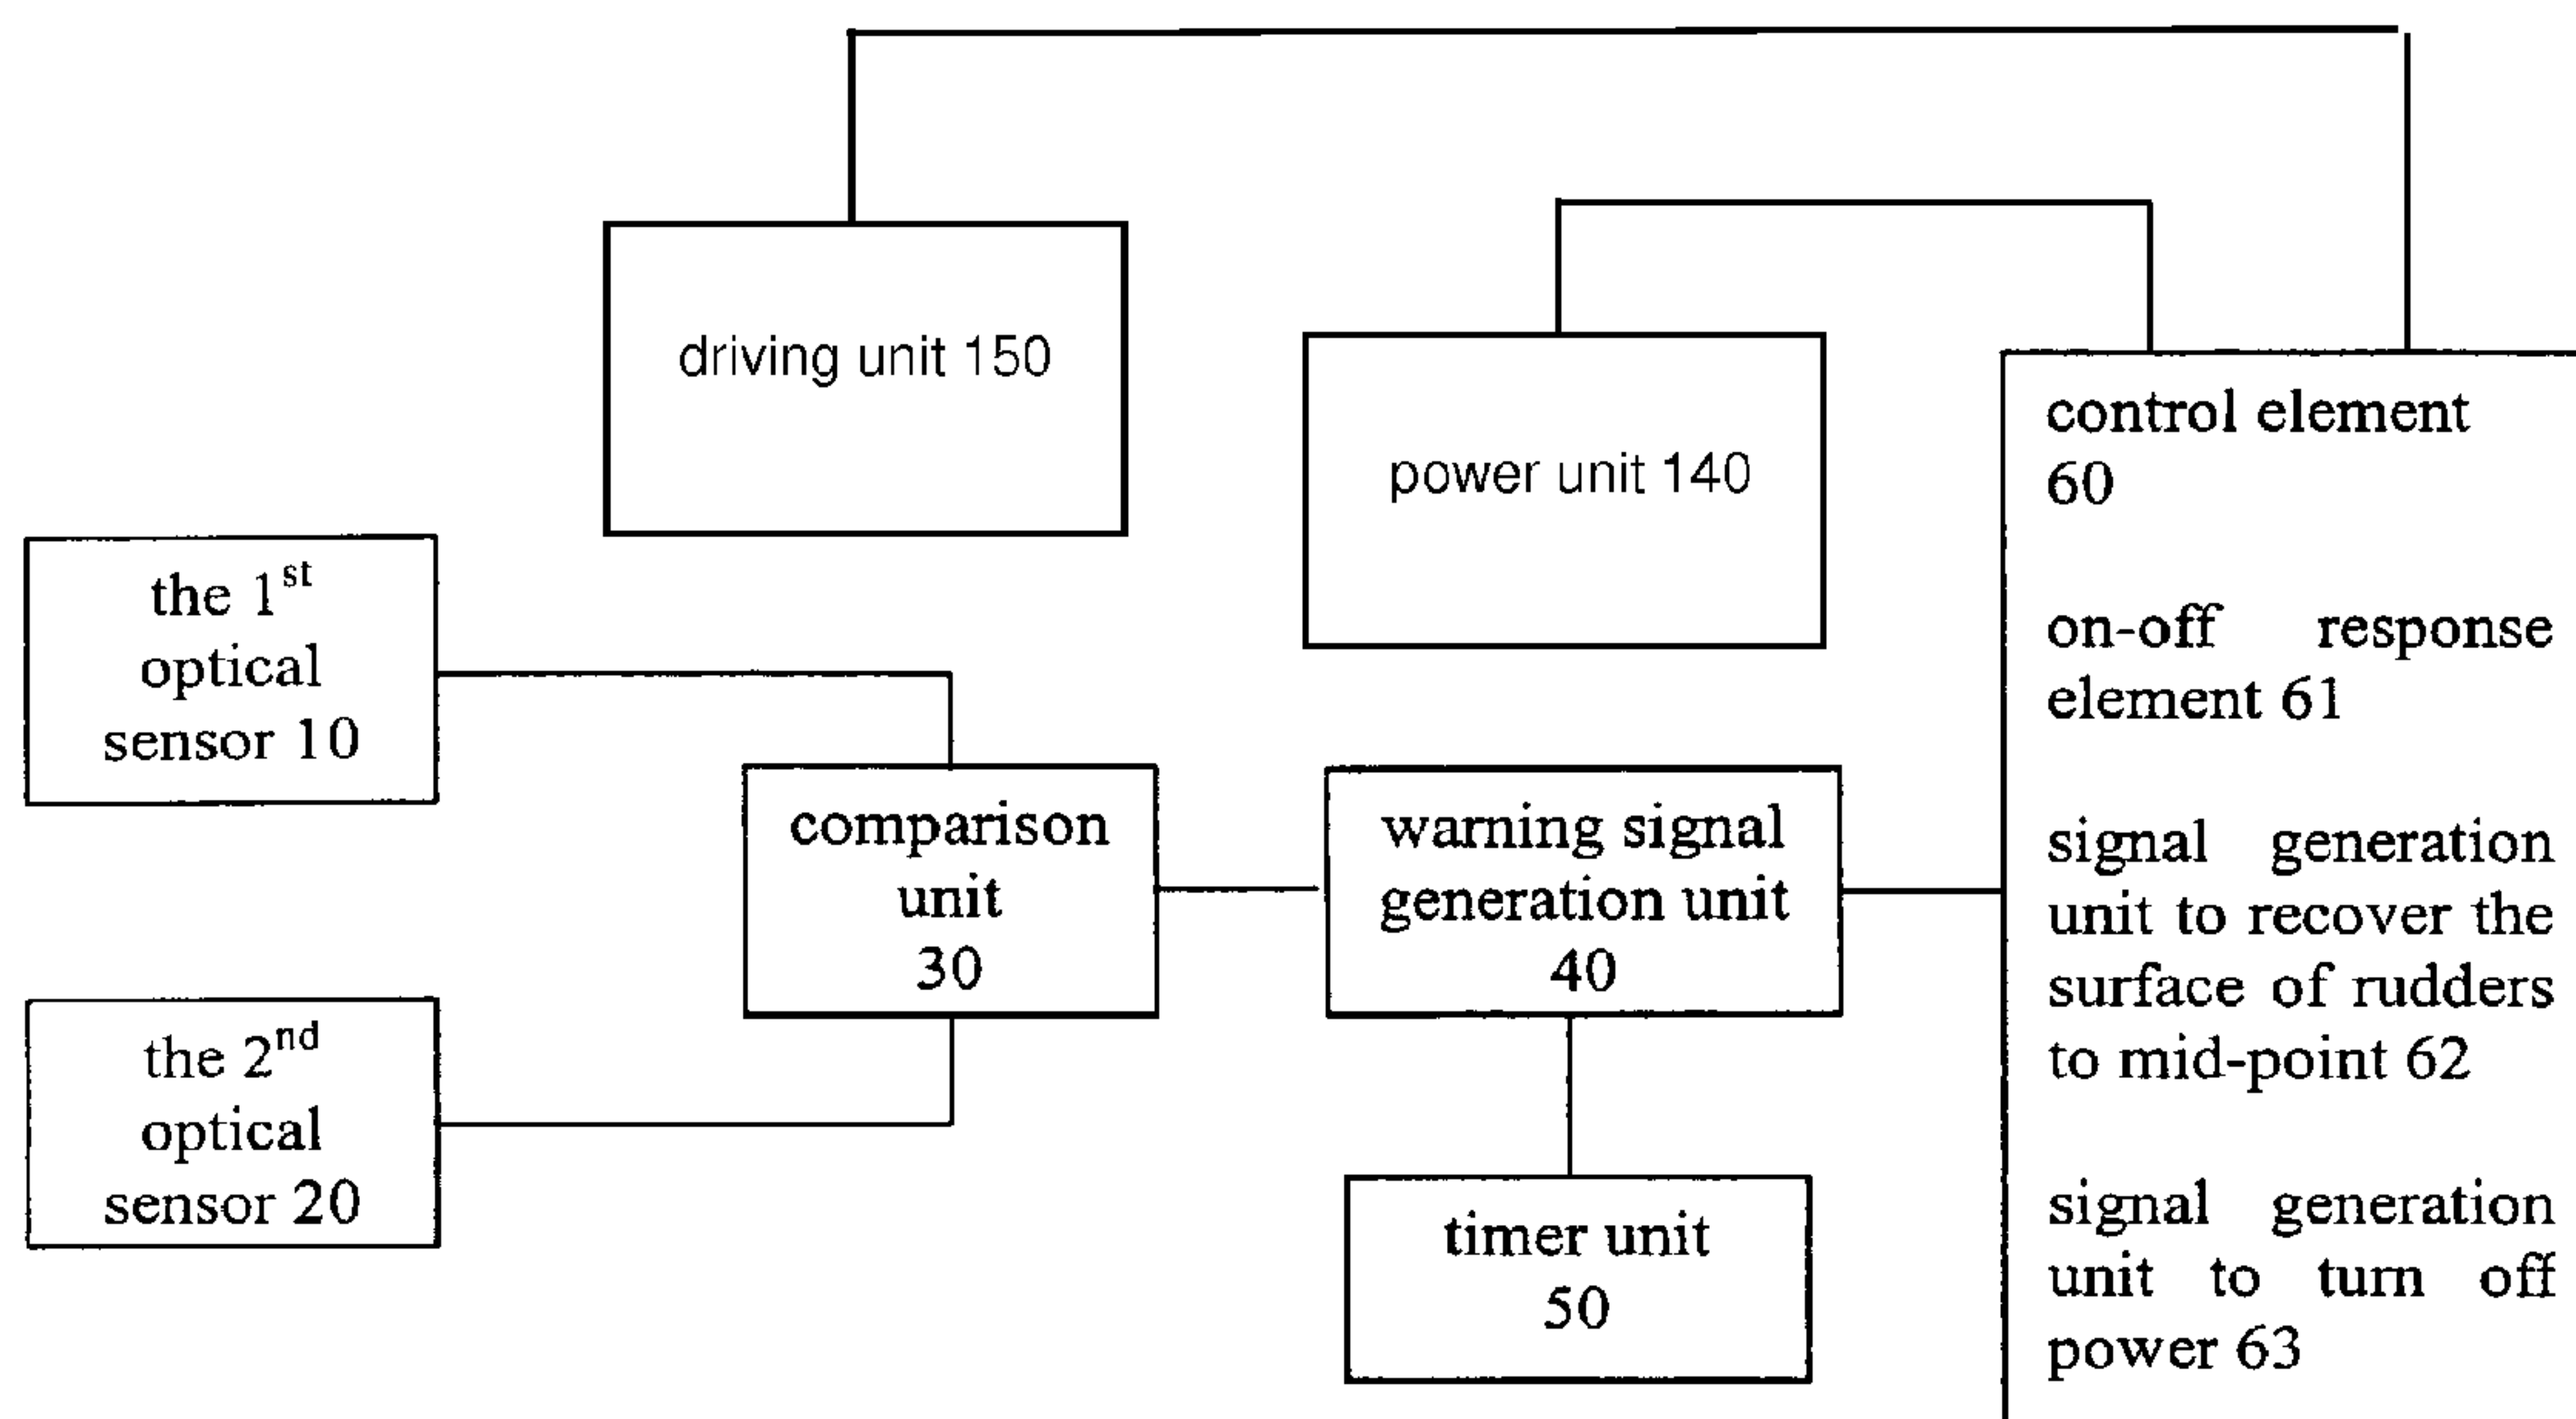 driving unit 150
power unit 140
control element
60
on-off response
element 61
signal generation
unit to recover the
surface of rudders
to mid-point 62
signal generation
unit to turn off
power 63
the 1st
optical
sensor 10
comparison
unit
30
warning signal
generation unit
40
the 2nd
optical
sensor 20
timer unit
50